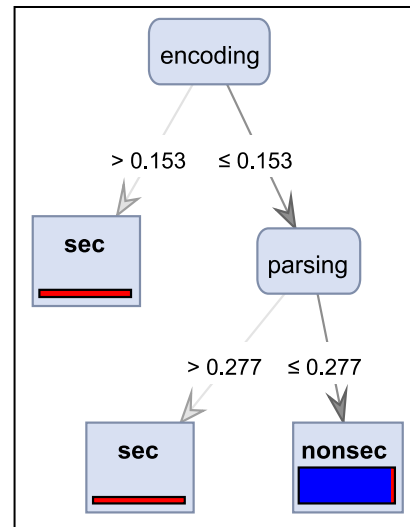 encoding
> 0.153 ≤ 0.153
sec
parsing
> 0.277 ≤ 0.277
sec nonsec